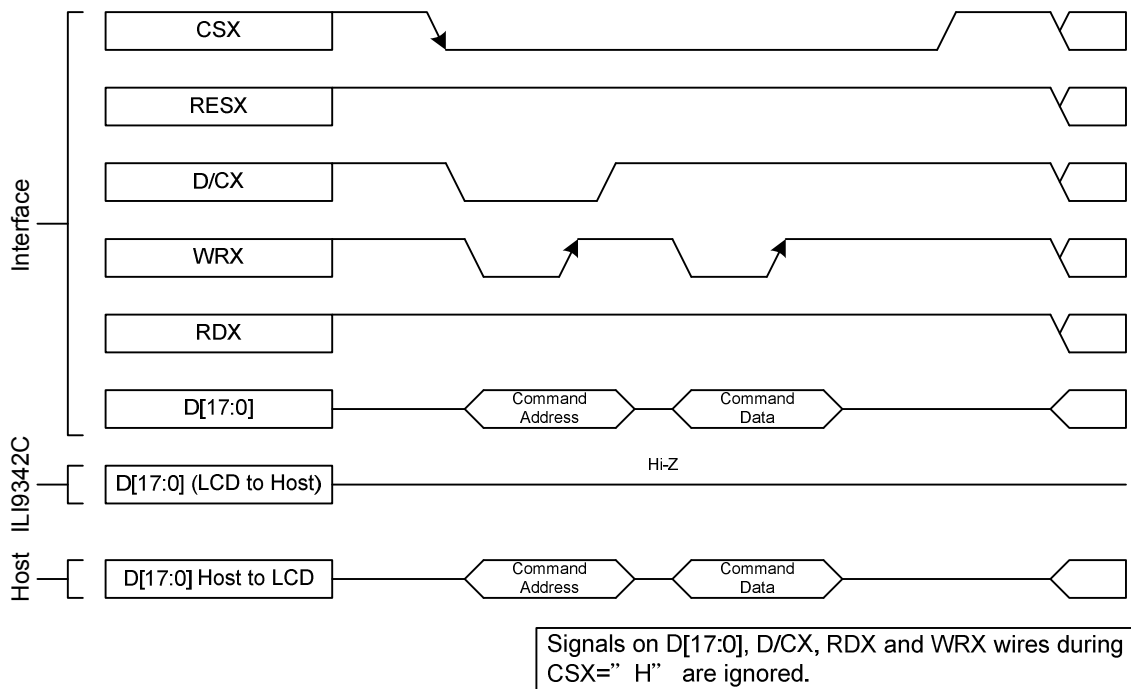 CSX
RESX
D/CX
WRX
RDX
D[17:0]
Command
Address
Command
Data
Interface
D[17:0] (LCD to Host)
Hi-Z
ILI9342C
D[17:0] Host to LCD
Command
Address
Command
Data
Host
Signals on D[17:0], D/CX, RDX and WRX wires during
CSX=” H” are ignored.